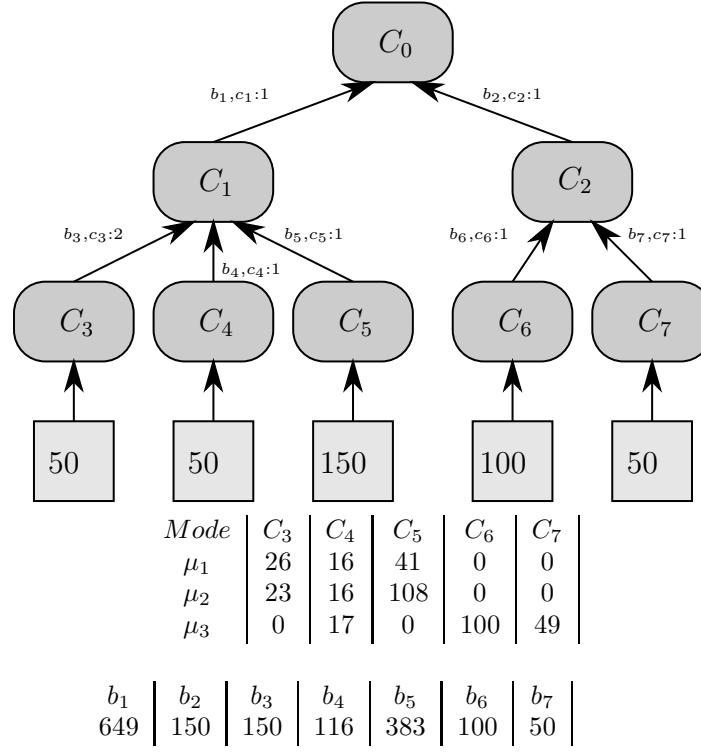 C₀
b₁,c₁:1 b₂,c₂:1
C₁ C₂
b₃,c₃:2 b₄,c₄:1 b₅,c₅:1 b₆,c₆:1 b₇,c₇:1
C₃ C₄ C₅ C₆ C₇
50 50 150 100 50
Mode C₃ C₄ C₅ C₆ C₇
μ₁ 26 16 41 0 0
μ₂ 23 16 108 0 0
μ₃ 0 17 0 100 49
b₁ b₂ b₃ b₄ b₅ b₆ b₇
649 150 150 116 383 100 50